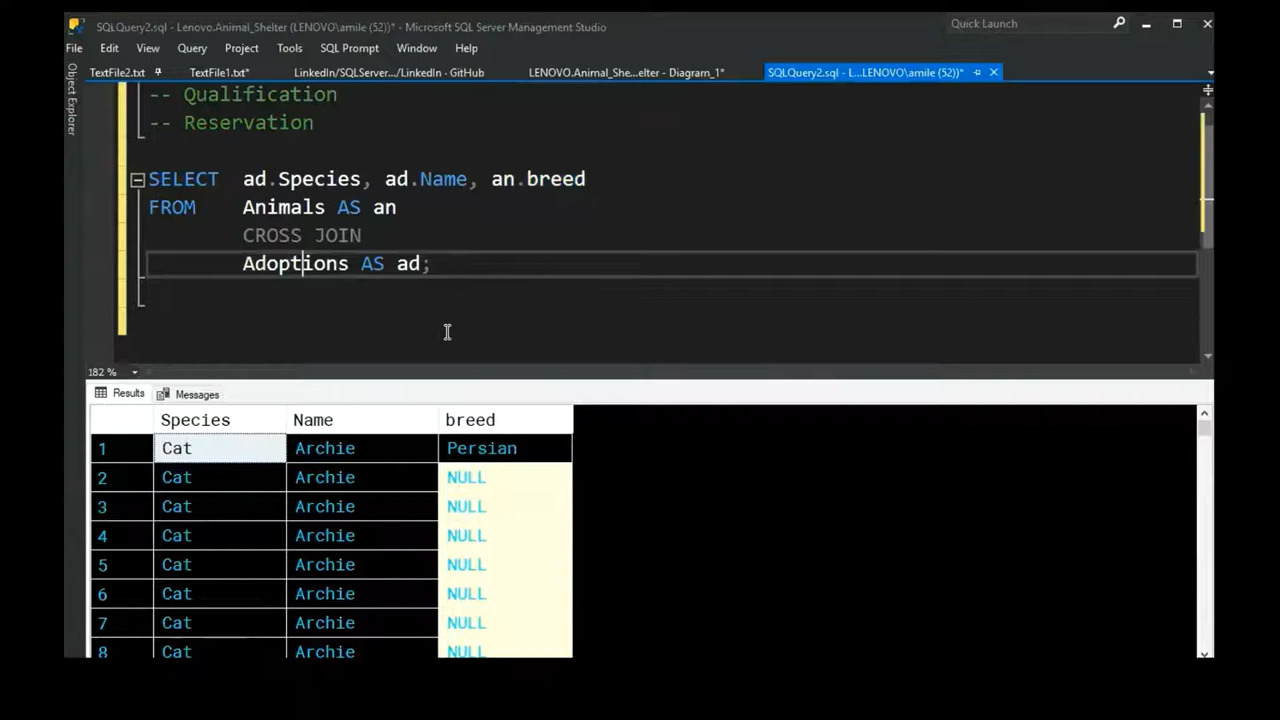 SQLQuery2.sql - Lenovo.Animal_Shelter (LENOVO\amile (52))* - Microsoft SQL Server Management Studio
Quick Launch
File Edit View Query Project Tools SQL Prompt Window Help
TextFile2.txt TextFile1.txt* LinkedIn/SQLServer.../LinkedIn - GitHub LENOVO.Animal_She...elter - Diagram_1* SQLQuery2.sql - L...LENOVO\amile (52))*
Object Explorer
-- Qualification
-- Reservation
SELECT ad.Species, ad.Name, an.breed
FROM Animals AS an
CROSS JOIN
Adoptions AS ad;
182 %
Results Messages
Species Name breed
1 Cat Archie Persian
2 Cat Archie NULL
3 Cat Archie NULL
4 Cat Archie NULL
5 Cat Archie NULL
6 Cat Archie NULL
7 Cat Archie NULL
8 Cat Archie NULL